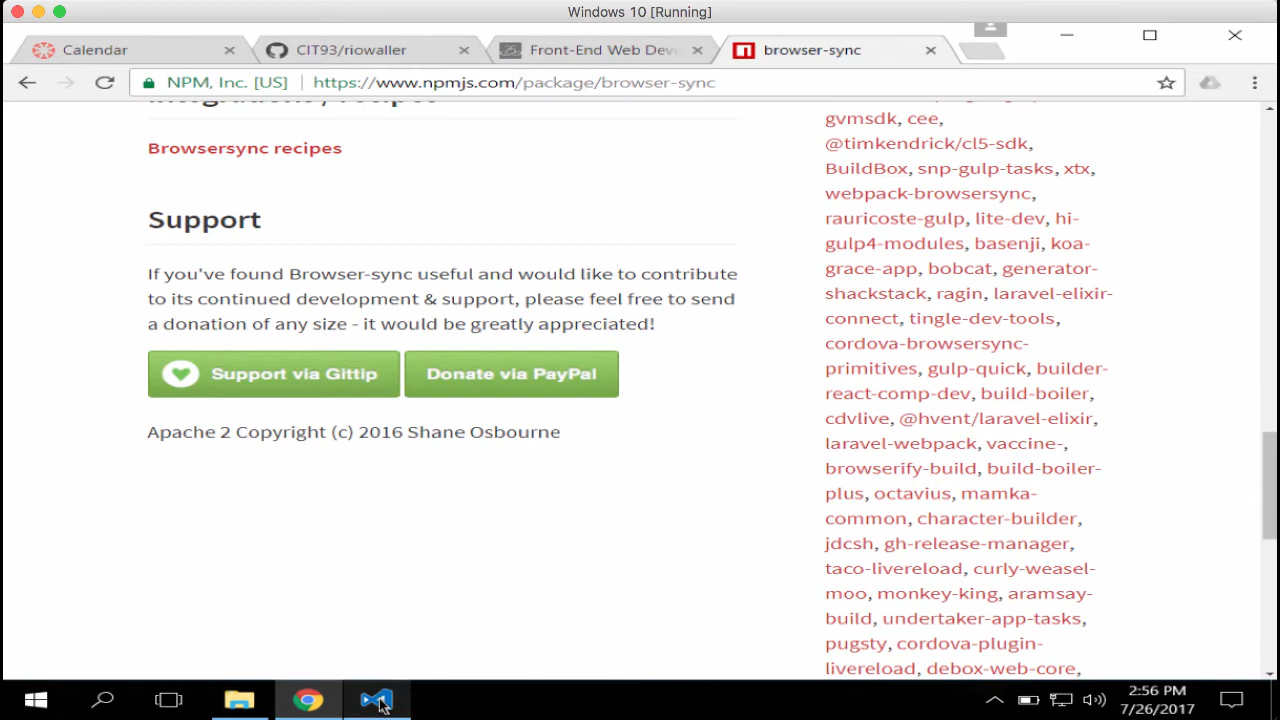 Windows 10 [Running]
Calendar
CIT93/riowaller
Front-End Web Dev
browser-sync
NPM, Inc. [US]
https://www.npmjs.com/package/browser-sync
Integrations / recipes
Browsersync recipes
Support
If you've found Browser-sync useful and would like to contribute
to its continued development & support, please feel free to send
a donation of any size - it would be greatly appreciated!
Support via Gittip
Donate via PayPal
Apache 2 Copyright (c) 2016 Shane Osbourne
gvmsdk, cee,
@timkendrick/cl5-sdk,
BuildBox, snp-gulp-tasks, xtx,
webpack-browsersync,
rauricoste-gulp, lite-dev, hi-
gulp4-modules, basenji, koa-
grace-app, bobcat, generator-
shackstack, ragin, laravel-elixir-
connect, tingle-dev-tools,
cordova-browsersync-
primitives, gulp-quick, builder-
react-comp-dev, build-boiler,
cdvlive, @hvent/laravel-elixir,
laravel-webpack, vaccine-,
browserify-build, build-boiler-
plus, octavius, mamka-
common, character-builder,
jdcsh, gh-release-manager,
taco-livereload, curly-weasel-
moo, monkey-king, aramsay-
build, undertaker-app-tasks,
pugsty, cordova-plugin-
livereload, debox-web-core,
2:56 PM
7/26/2017